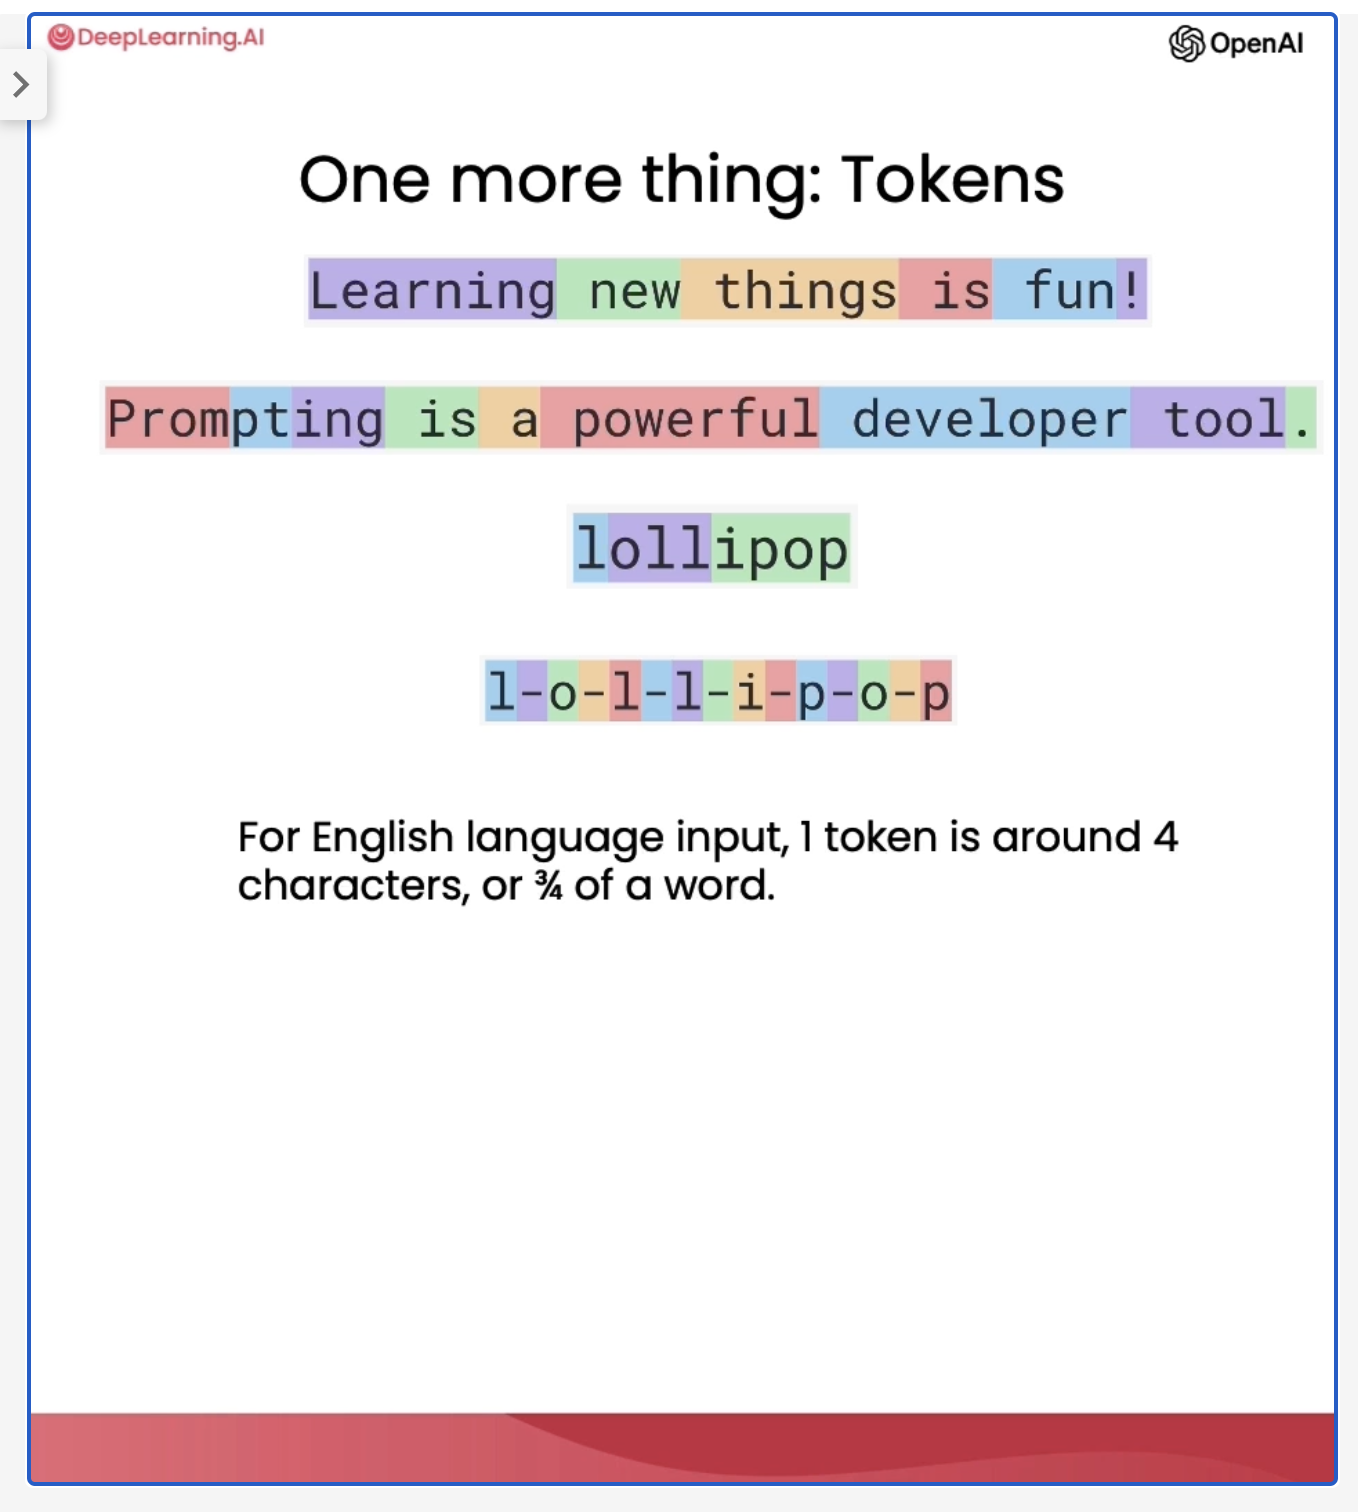 DeepLearning.AI
OpenAI
One more thing: Tokens
Learning new things is fun!
Prompting is a powerful developer tool.
lollipop
l-o-l-l-i-p-o-p
For English language input, 1 token is around 4
characters, or ¾ of a word.